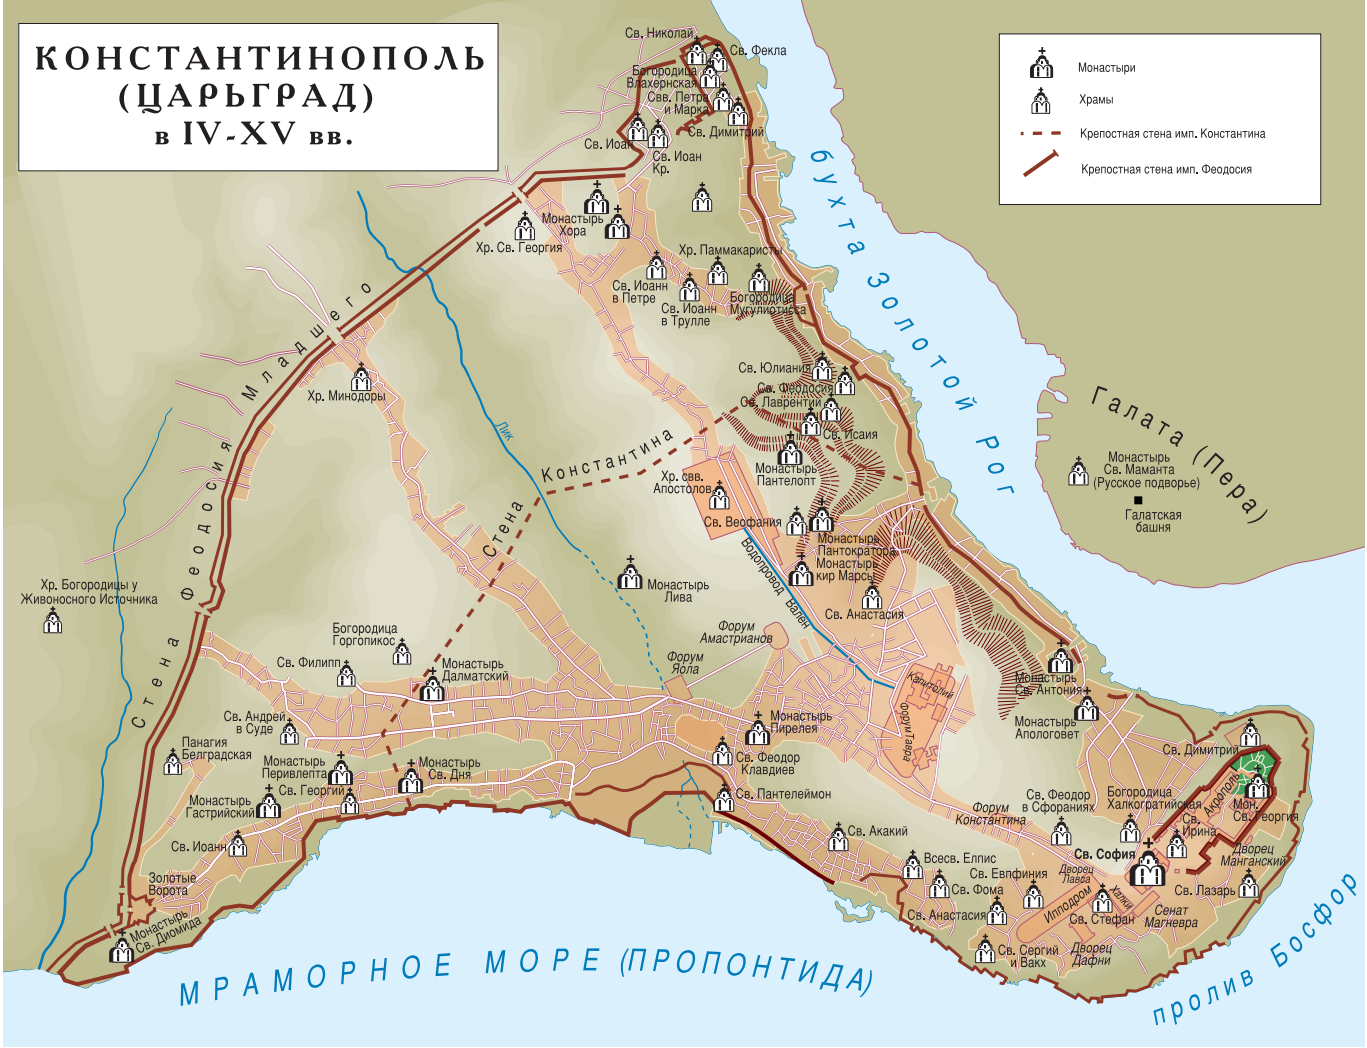 КОНСТАНТИНОПОЛЬ
(ЦАРЬГРАД)
в IV-XV вв.
Монастыри
Храмы
Крепостная стена имп. Константина
Крепостная стена имп. Феодосия
Св. Николай
Св. Фекла
Богородица
Влахернская
Свв. Петра
и Марка
Св. Димитрий
Св. Иоан
Св. Иоан
Кр.
Монастырь
Хора
Хр. Св. Георгия
Хр. Паммакаристы
Св. Иоанн
в Петре
Св. Иоанн
в Трулле
Богородица
Мугулиотисса
бухта Золотой Рог
Стена Феодосия Младшего
Хр. Минодоры
Лик
Стена Константина
Св. Юлиания
Св. Феодосия
Св. Лаврентий
Св. Исаия
Монастырь
Пантелопт
Хр. свв.
Апостолов
Св. Веофания
Монастырь
Пантократора
Монастырь
кир Марсы
Водопровод Вален
Св. Анастасия
Галата (Пера)
Монастырь
Св. Маманта
(Русское подворье)
Галатская
башня
Хр. Богородицы у
Живоносного Источника
Монастырь
Лива
Форум
Амастрианов
Форум
Яола
Богородица
Горгопикос
Св. Филипп
Монастырь
Далматский
Св. Андрей
в Суде
Панагия
Белградская
Монастырь
Перивлепта
Св. Георгий
Монастырь
Св. Дня
Монастырь
Гастрийский
Св. Иоанн
Золотые
Ворота
Монастырь
Св. Диомида
Монастырь
Пирелея
Св. Феодор
Клавдиев
Св. Пантелеймон
Капитолий
Форум Тавра
Монастырь
Св. Антония
Монастырь
Апологовет
Св. Димитрий
Акрополь
Мон.
Св. Георгия
Богородица
Халкогратийская
Св. Феодор
в Сфораниях
Форум
Константина
Св.
Ирина
Св. София
Дворец
Манганский
Св. Лазарь
Св. Акакий
Всесв. Елпис
Св. Фома
Св. Анастасия
Св. Евпфиния
Дворец
Лавса
Ипподром
Халки
Св. Стефан
Сенат
Магневра
Св. Сергий
и Вакх
Дворец
Дафни
МРАМОРНОЕ МОРЕ (ПРОПОНТИДА)
пролив Босфор